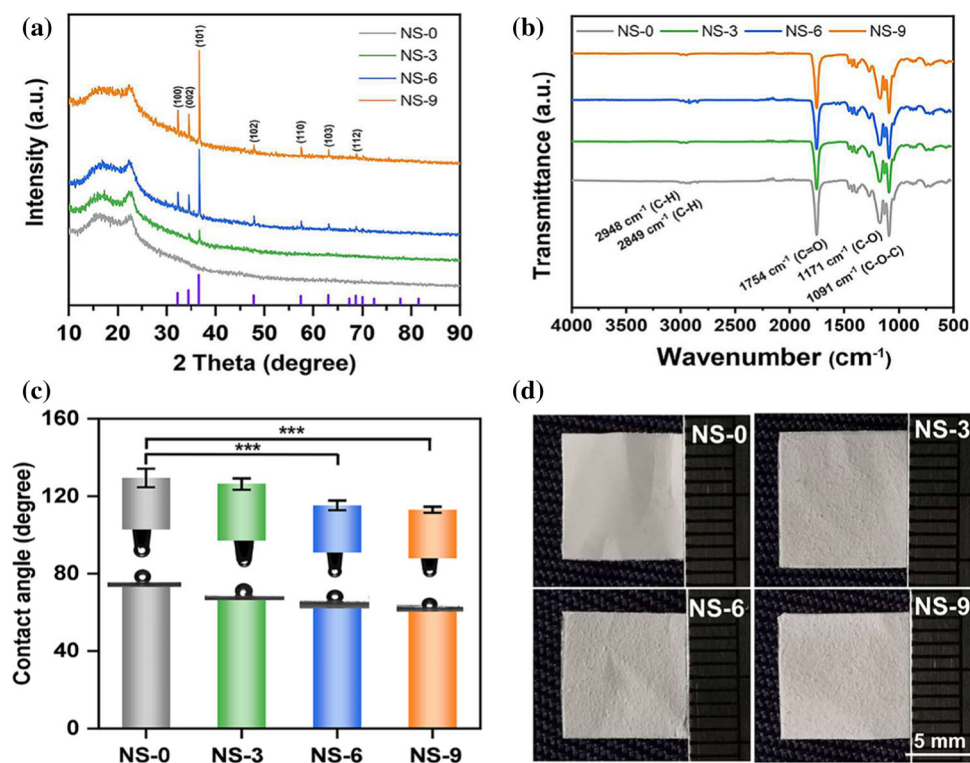 (a)
Intensity (a.u.)
NS-0
NS-3
NS-6
NS-9
(100)
(002)
(101)
(102)
(110)
(103)
(112)
10 20 30 40 50 60 70 80 90
2 Theta (degree)
(b)
NS-0 NS-3 NS-6 NS-9
Transmittance (a.u.)
2948 cm⁻¹ (C-H)
2849 cm⁻¹ (C-H)
1754 cm⁻¹ (C=O)
1171 cm⁻¹ (C-O)
1091 cm⁻¹ (C-O-C)
4000 3500 3000 2500 2000 1500 1000 500
Wavenumber (cm⁻¹)
(c)
Contact angle (degree)
160
120
80
40
0
***
***
NS-0 NS-3 NS-6 NS-9
(d)
NS-0
NS-3
NS-6
NS-9
5 mm